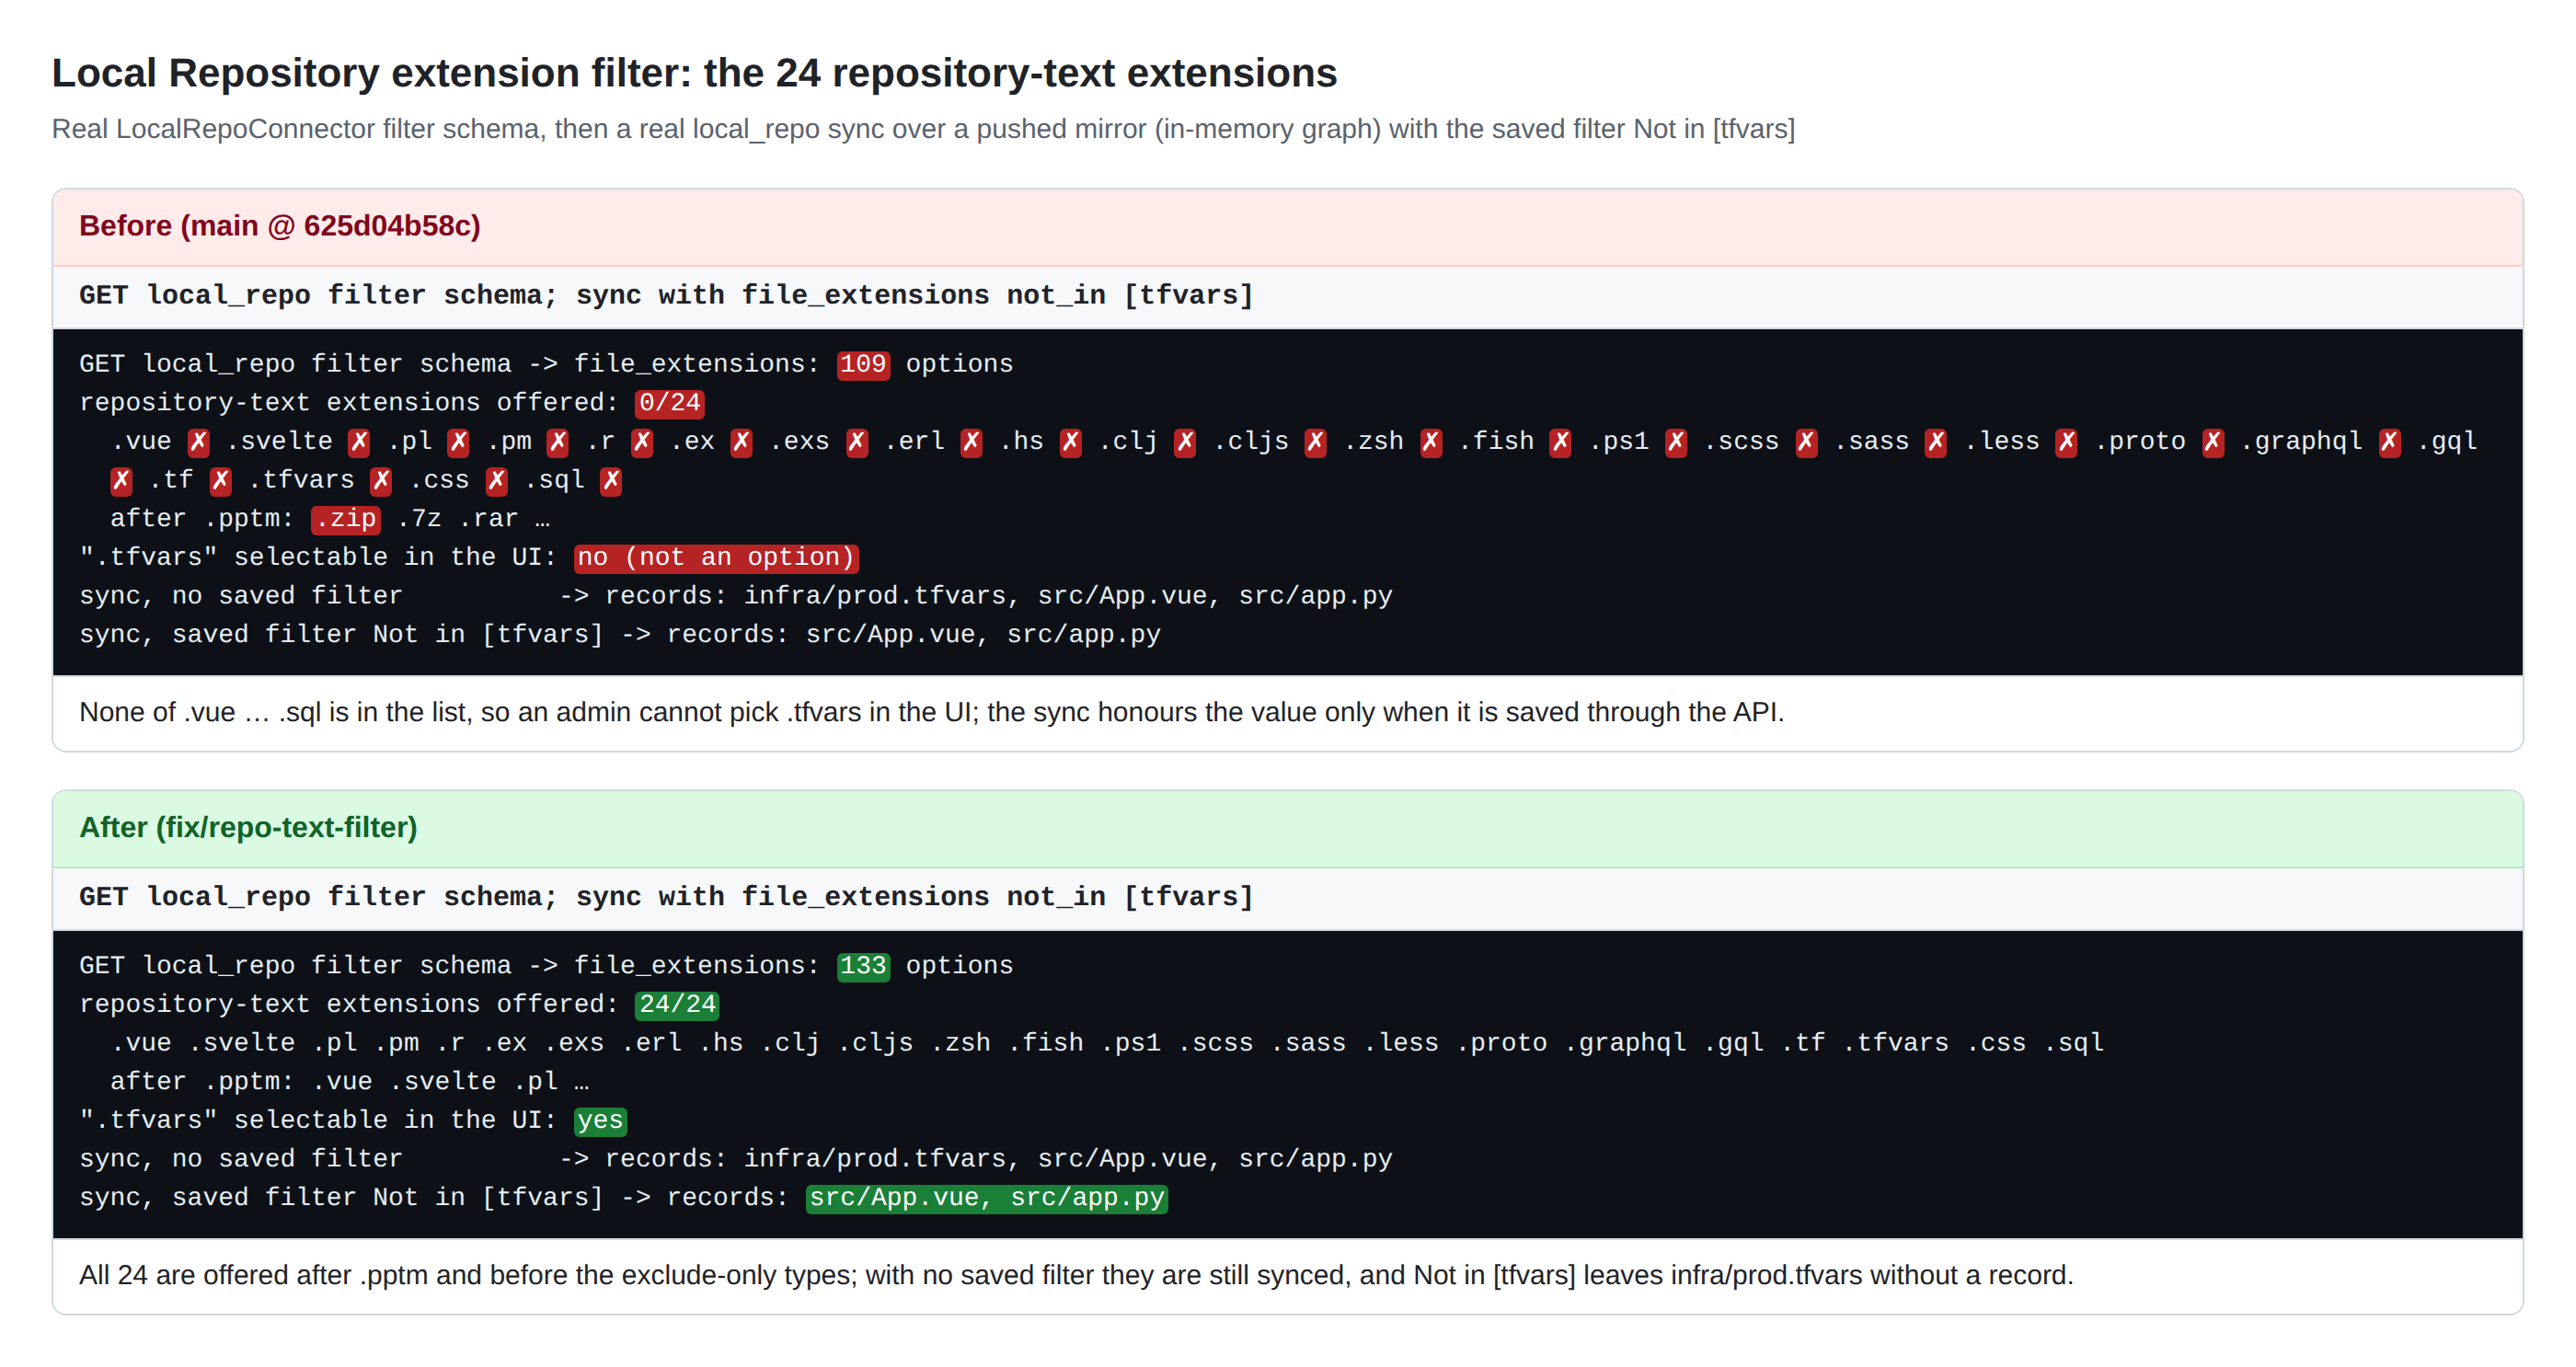 Local Repository extension filter: the 24 repository-text extensions
Real LocalRepoConnector filter schema, then a real local_repo sync over a pushed mirror (in-memory graph) with the saved filter Not in [tfvars]
Before (main @ 625d04b58c)
GET local_repo filter schema; sync with file_extensions not_in [tfvars]
GET local_repo filter schema -> file_extensions: 109 options
repository-text extensions offered: 0/24
.vue ✗ .svelte ✗ .pl ✗ .pm ✗ .r ✗ .ex ✗ .exs ✗ .erl ✗ .hs ✗ .clj ✗ .cljs ✗ .zsh ✗ .fish ✗ .ps1 ✗ .scss ✗ .sass ✗ .less ✗ .proto ✗ .graphql ✗ .gql
✗ .tf ✗ .tfvars ✗ .css ✗ .sql ✗
after .pptm: .zip .7z .rar …
".tfvars" selectable in the UI: no (not an option)
sync, no saved filter          -> records: infra/prod.tfvars, src/App.vue, src/app.py
sync, saved filter Not in [tfvars] -> records: src/App.vue, src/app.py
None of .vue … .sql is in the list, so an admin cannot pick .tfvars in the UI; the sync honours the value only when it is saved through the API.
After (fix/repo-text-filter)
GET local_repo filter schema; sync with file_extensions not_in [tfvars]
GET local_repo filter schema -> file_extensions: 133 options
repository-text extensions offered: 24/24
.vue .svelte .pl .pm .r .ex .exs .erl .hs .clj .cljs .zsh .fish .ps1 .scss .sass .less .proto .graphql .gql .tf .tfvars .css .sql
after .pptm: .vue .svelte .pl …
".tfvars" selectable in the UI: yes
sync, no saved filter          -> records: infra/prod.tfvars, src/App.vue, src/app.py
sync, saved filter Not in [tfvars] -> records: src/App.vue, src/app.py
All 24 are offered after .pptm and before the exclude-only types; with no saved filter they are still synced, and Not in [tfvars] leaves infra/prod.tfvars without a record.